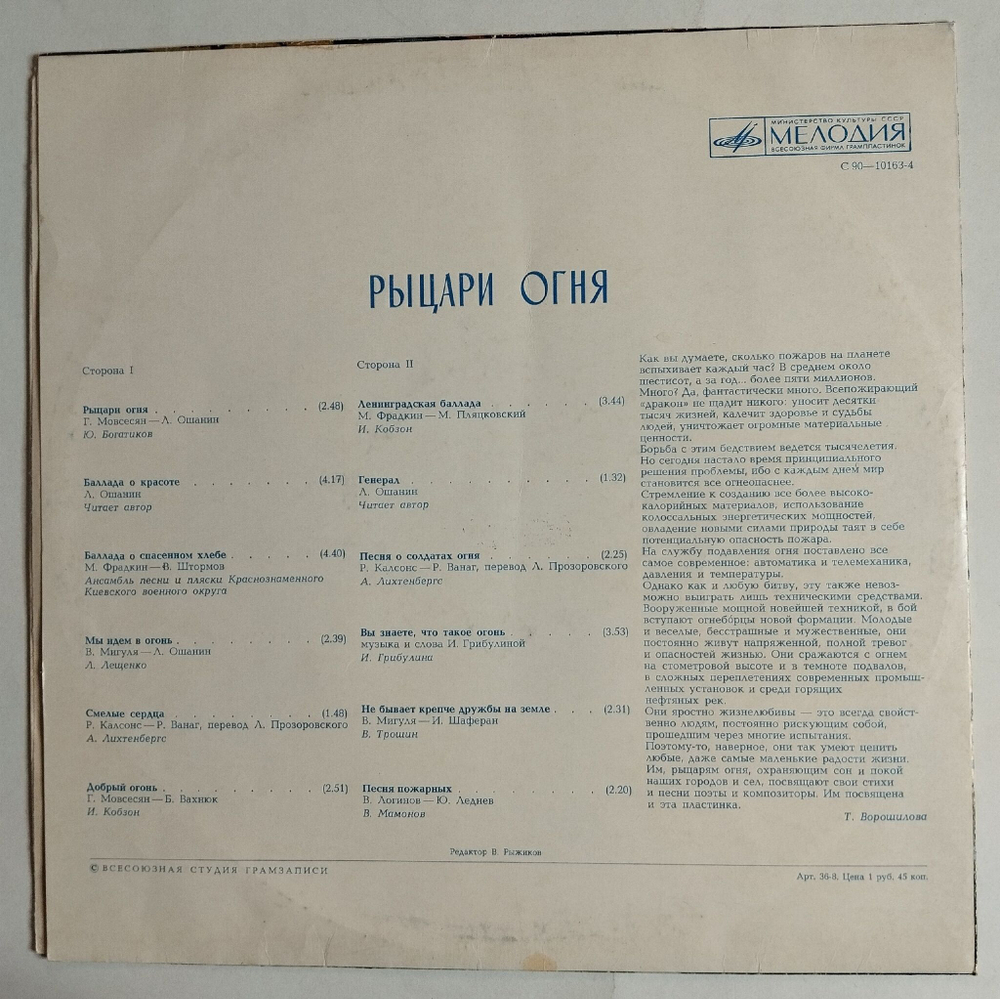 МИНИСТЕРСТВО КУЛЬТУРЫ СССР
МЕЛОДИЯ
ВСЕСОЮЗНАЯ ФИРМА ГРАМПЛАСТИНОК
С 90—10163-4
РЫЦАРИ ОГНЯ
Сторона I
Рыцари огня . . . . . . . . (2.48)
Г. Мовсесян—Л. Ошанин
Ю. Богатиков
Баллада о красоте . . . . . . . (4.17)
Л. Ошанин
Читает автор
Баллада о спасенном хлебе . . . . . (4.40)
М. Фрадкин—В. Штормов
Ансамбль песни и пляски Краснознаменного
Киевского военного округа
Мы идем в огонь . . . . . . . (2.39)
В. Мигуля—Л. Ошанин
Л. Лещенко
Смелые сердца . . . . . . . (1.48)
Р. Калсонс—Р. Ванаг, перевод Л. Прозоровского
А. Лихтенбергс
Добрый огонь . . . . . . . . (2.51)
Г. Мовсесян—Б. Вахнюк
И. Кобзон
Сторона II
Ленинградская баллада . . . . . . (3.44)
М. Фрадкин—М. Пляцковский
И. Кобзон
Генерал . . . . . . . . . (1.32)
Л. Ошанин
Читает автор
Песня о солдатах огня . . . . . . (2.25)
Р. Калсонс—Р. Ванаг, перевод Л. Прозоровского
А. Лихтенбергс
Вы знаете, что такое огонь . . . . . (3.53)
музыка и слова И. Грибулиной
И. Грибулина
Не бывает крепче дружбы на земле . . . (2.31)
В. Мигуля—И. Шаферан
В. Трошин
Песня пожарных . . . . . . . (2.20)
В. Логинов—Ю. Леднев
В. Мамонов
Как вы думаете, сколько пожаров на планете
вспыхивает каждый час? В среднем около
шестисот, а за год... более пяти миллионов.
Много? Да, фантастически много. Всепожирающий
«дракон» не щадит никого: уносит десятки
тысяч жизней, калечит здоровье и судьбы
людей, уничтожает огромные материальные
ценности.
Борьба с этим бедствием ведется тысячелетия.
Но сегодня настало время принципиального
решения проблемы, ибо с каждым днем мир
становится все огнеопаснее.
Стремление к созданию все более высоко-
калорийных материалов, использование
колоссальных энергетических мощностей,
овладение новыми силами природы таят в себе
потенциальную опасность пожара.
На службу подавления огня поставлено все
самое современное: автоматика и телемеханика,
давления и температуры.
Однако как и любую битву, эту также невоз-
можно выиграть лишь техническими средствами.
Вооруженные мощной новейшей техникой, в бой
вступают огнеборцы новой формации. Молодые
и веселые, бесстрашные и мужественные, они
постоянно живут напряженной, полной тревог
и опасностей жизнью. Они сражаются с огнем
на стометровой высоте и в темноте подвалов,
в сложных переплетениях современных промыш-
ленных установок и среди горящих
нефтяных рек.
Они яростно жизнелюбивы — это всегда свойст-
венно людям, постоянно рискующим собой,
прошедшим через многие испытания.
Поэтому-то, наверное, они так умеют ценить
любые, даже самые маленькие радости жизни.
Им, рыцарям огня, охраняющим сон и покой
наших городов и сел, посвящают свои стихи
и песни поэты и композиторы. Им посвящена
и эта пластинка.
Т. Ворошилова
Редактор В. Рыжиков
© ВСЕСОЮЗНАЯ СТУДИЯ ГРАМЗАПИСИ
Арт. 36-8. Цена 1 руб. 45 коп.